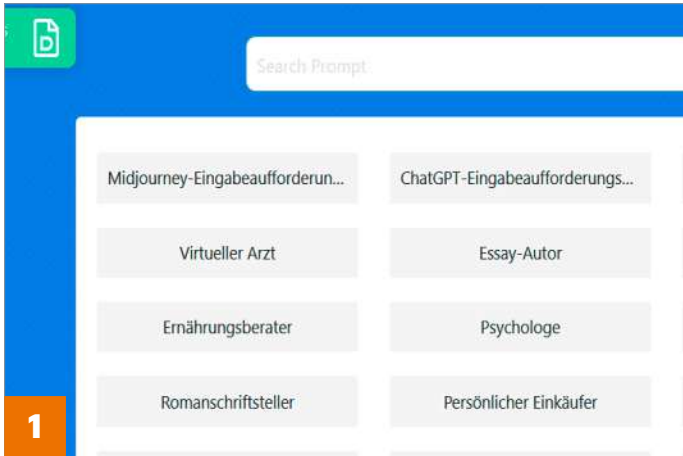 s
D
Search Prompt
Midjourney-Eingabeaufforderun...
ChatGPT-Eingabeaufforderungs...
Virtueller Arzt
Essay-Autor
Ernährungsberater
Psychologe
Romanschriftsteller
Persönlicher Einkäufer
1